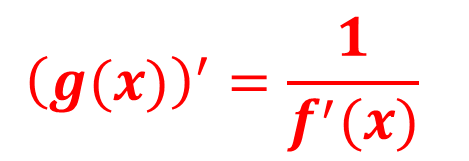 (g(x))′ = 1 / f′(x)